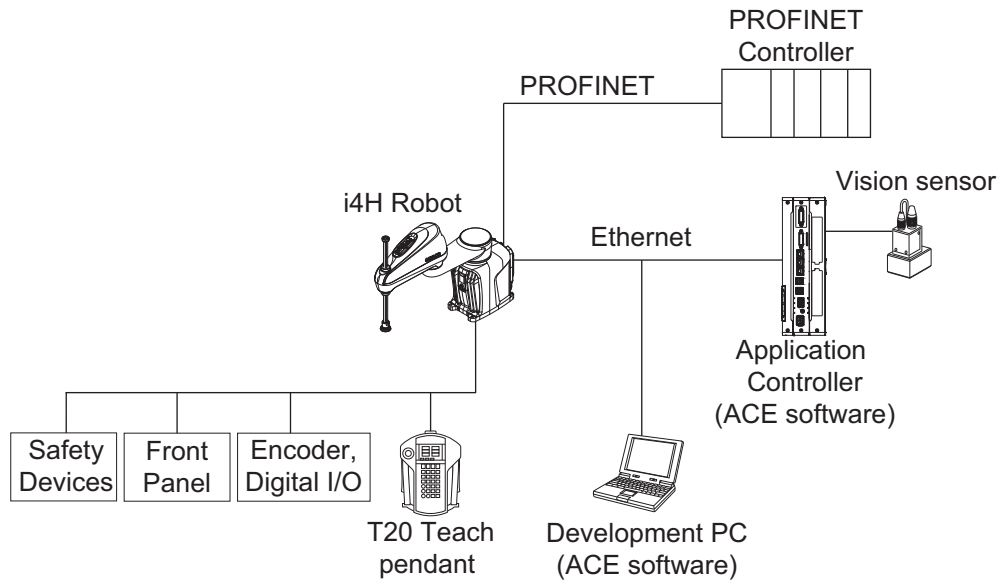 PROFINET
Controller
PROFINET
Vision sensor
i4H Robot
Ethernet
Application
Controller
(ACE software)
Safety
Devices
Front
Panel
Encoder,
Digital I/O
T20 Teach
pendant
Development PC
(ACE software)